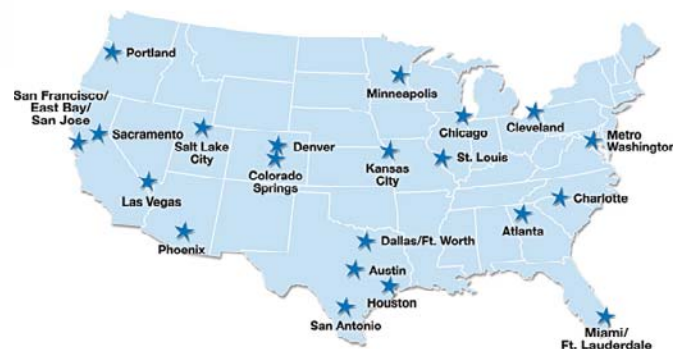 Portland
Minneapolis
San Francisco/
East Bay/
San Jose
Sacramento
Salt Lake
City
Denver
Colorado
Springs
Kansas
City
St. Louis
Chicago
Cleveland
Metro
Washington
Las Vegas
Phoenix
Charlotte
Atlanta
Dallas/Ft. Worth
Austin
Houston
San Antonio
Miami/
Ft. Lauderdale